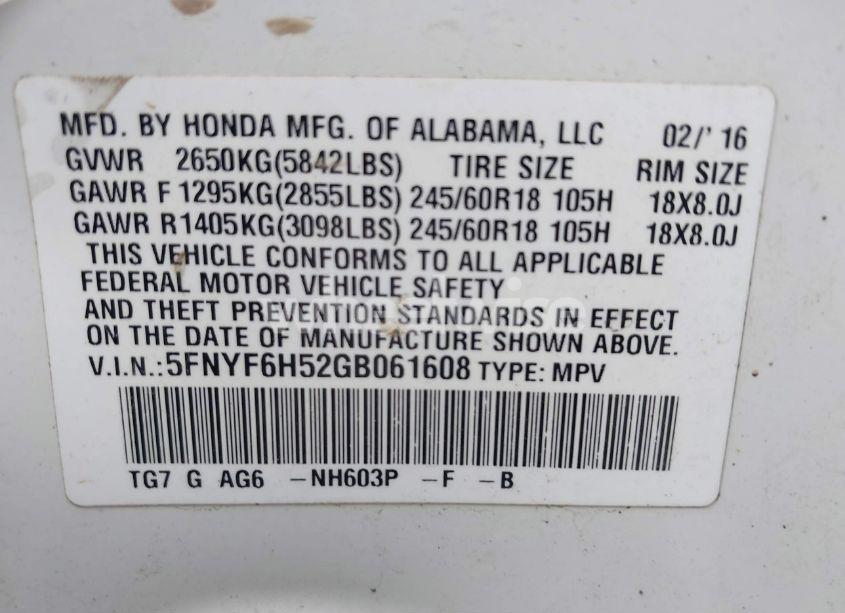 MFD. BY HONDA MFG. OF ALABAMA, LLC 02/' 16
GVWR 2650KG(5842LBS) TIRE SIZE RIM SIZE
GAWR F 1295KG(2855LBS) 245/60R18 105H 18X8.0J
GAWR R1405KG(3098LBS) 245/60R18 105H 18X8.0J
THIS VEHICLE CONFORMS TO ALL APPLICABLE
FEDERAL MOTOR VEHICLE SAFETY
AND THEFT PREVENTION STANDARDS IN EFFECT
ON THE DATE OF MANUFACTURE SHOWN ABOVE.
V.I.N.:5FNYF6H52GB061608 TYPE: MPV
TG7 G AG6 -NH603P -F -B